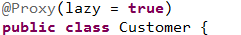 @Proxy(lazy = true)
public class Customer {